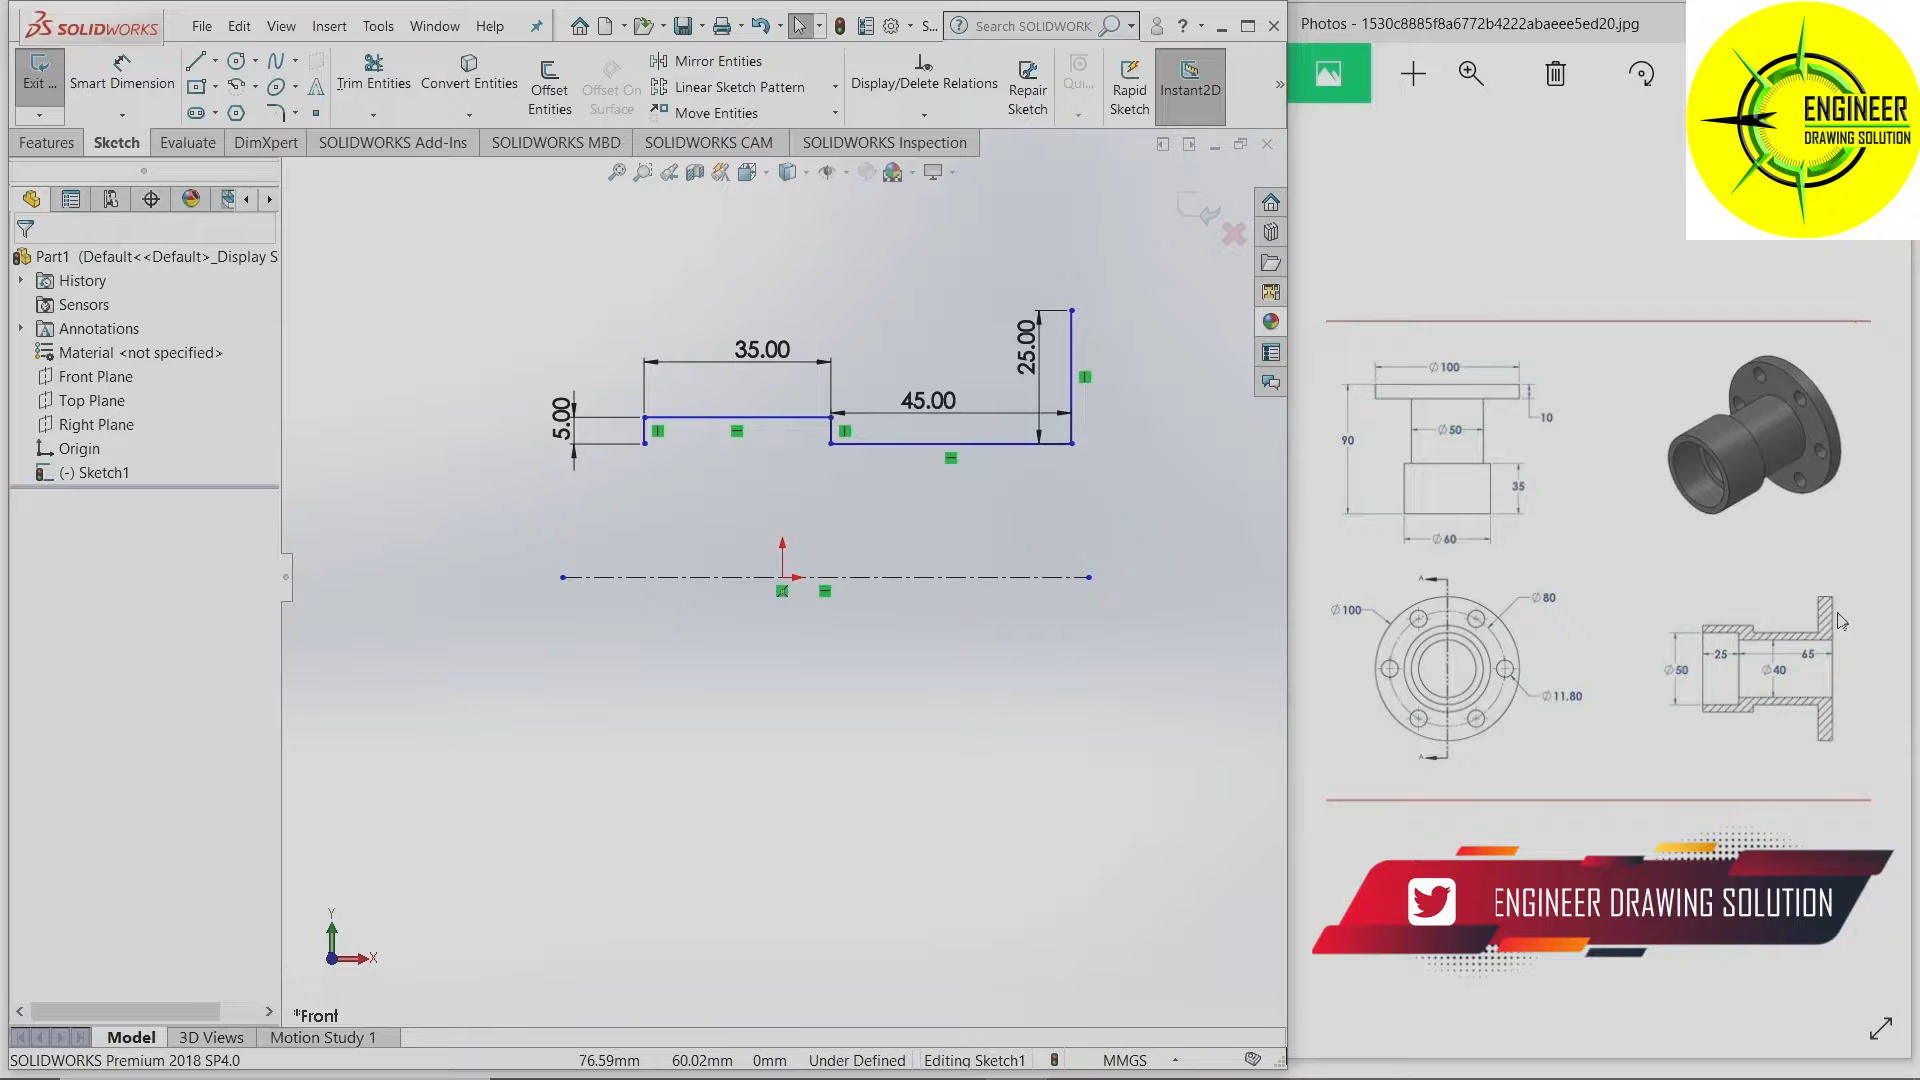 SOLIDWORKS
File Edit View Insert Tools Window Help
S...
Search SOLIDWORK
Photos - 1530c8885f8a6772b4222abaeee5ed20.jpg
Exit ...
Smart Dimension
Trim Entities
Convert Entities
Offset Entities
Offset On Surface
Mirror Entities
Linear Sketch Pattern
Move Entities
Display/Delete Relations
Repair Sketch
Qui...
Rapid Sketch
Instant2D
ENGINEER
DRAWING SOLUTION
Features Sketch Evaluate DimXpert SOLIDWORKS Add-Ins SOLIDWORKS MBD SOLIDWORKS CAM SOLIDWORKS Inspection
Part1 (Default<<Default>_Display S
History
Sensors
Annotations
Material <not specified>
Front Plane
Top Plane
Right Plane
Origin
(-) Sketch1
35.00
5.00
45.00
25.00
Ø100
10
90
Ø50
35
Ø60
A
Ø100
Ø80
Ø11.80
A
Ø50
25
65
Ø40
ENGINEER DRAWING SOLUTION
Y
X
*Front
Model 3D Views Motion Study 1
SOLIDWORKS Premium 2018 SP4.0
76.59mm 60.02mm 0mm Under Defined Editing Sketch1 MMGS